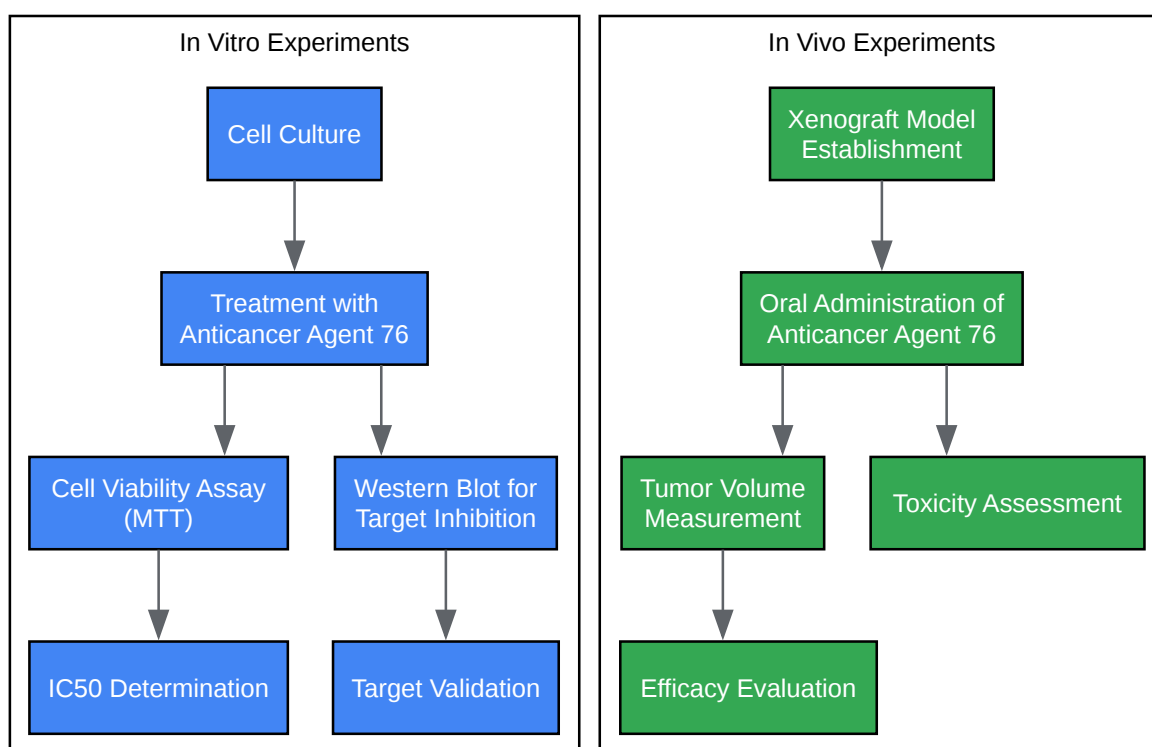 In Vitro Experiments
Cell Culture
Treatment with
Anticancer Agent 76
Cell Viability Assay
(MTT)
Western Blot for
Target Inhibition
IC50 Determination
Target Validation
In Vivo Experiments
Xenograft Model
Establishment
Oral Administration of
Anticancer Agent 76
Tumor Volume
Measurement
Toxicity Assessment
Efficacy Evaluation